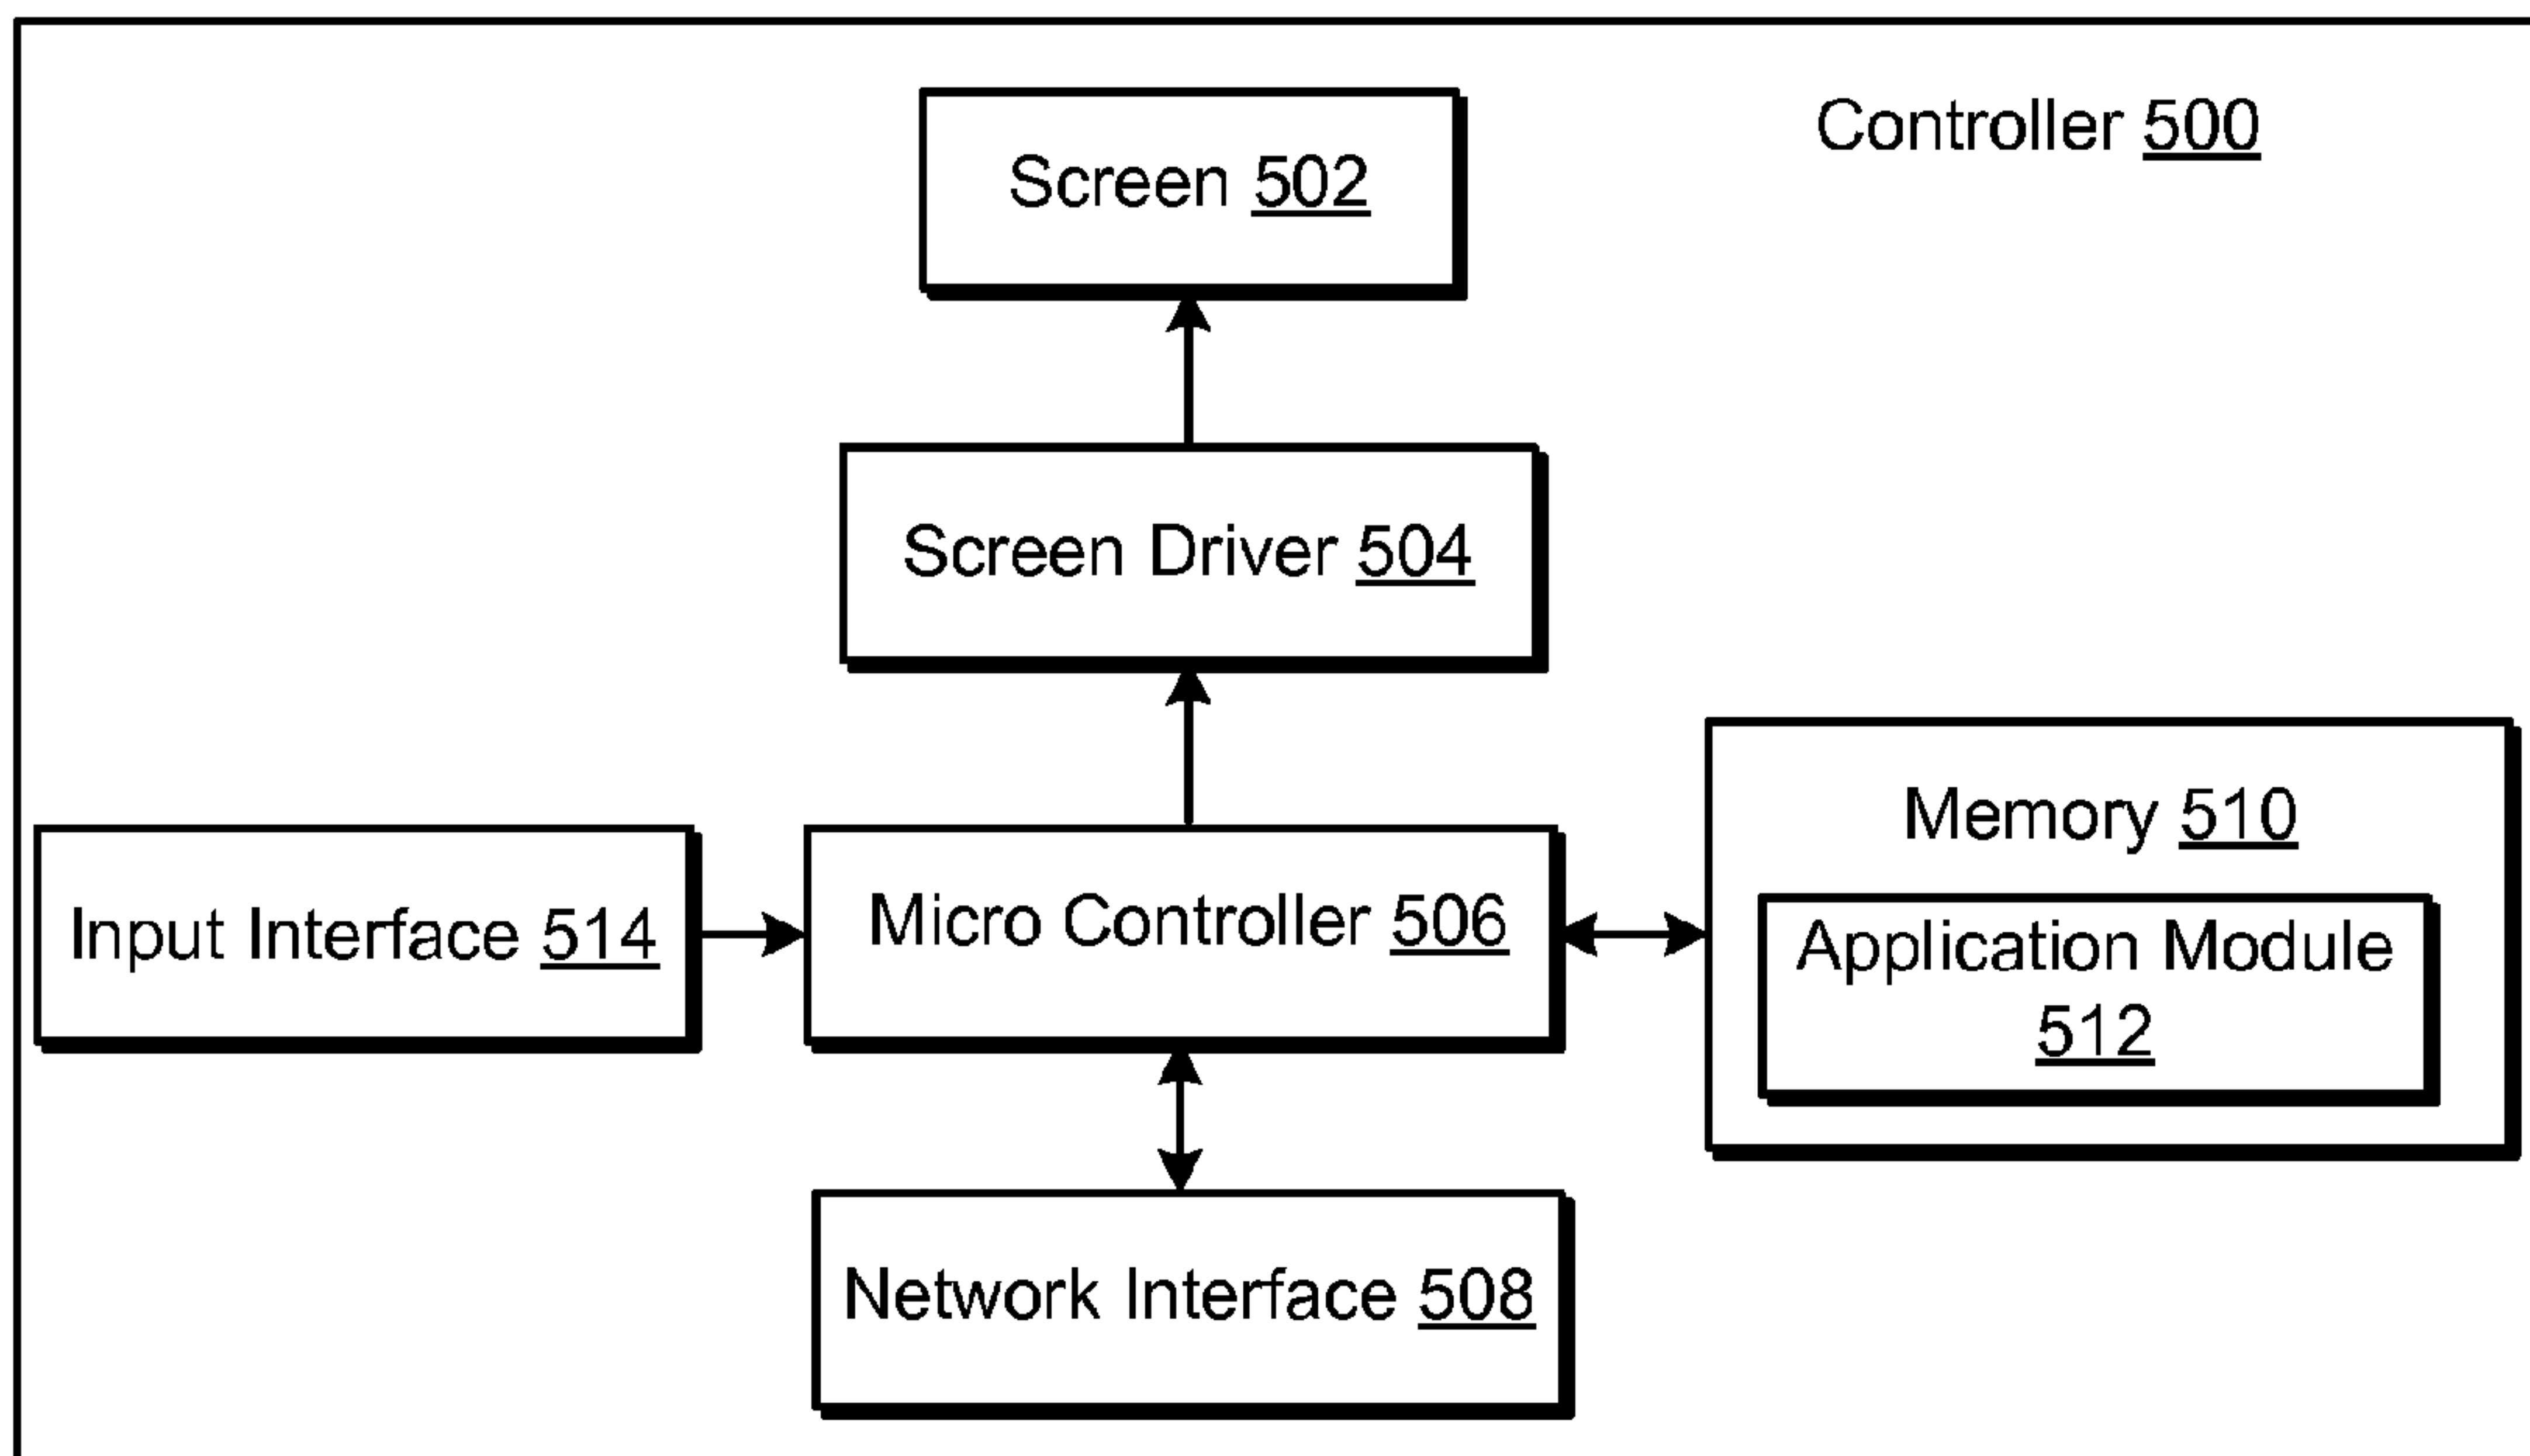 Controller 500
Screen 502
Screen Driver 504
Memory 510
Input Interface 514
Micro Controller 506
Application Module
512
Network Interface 508